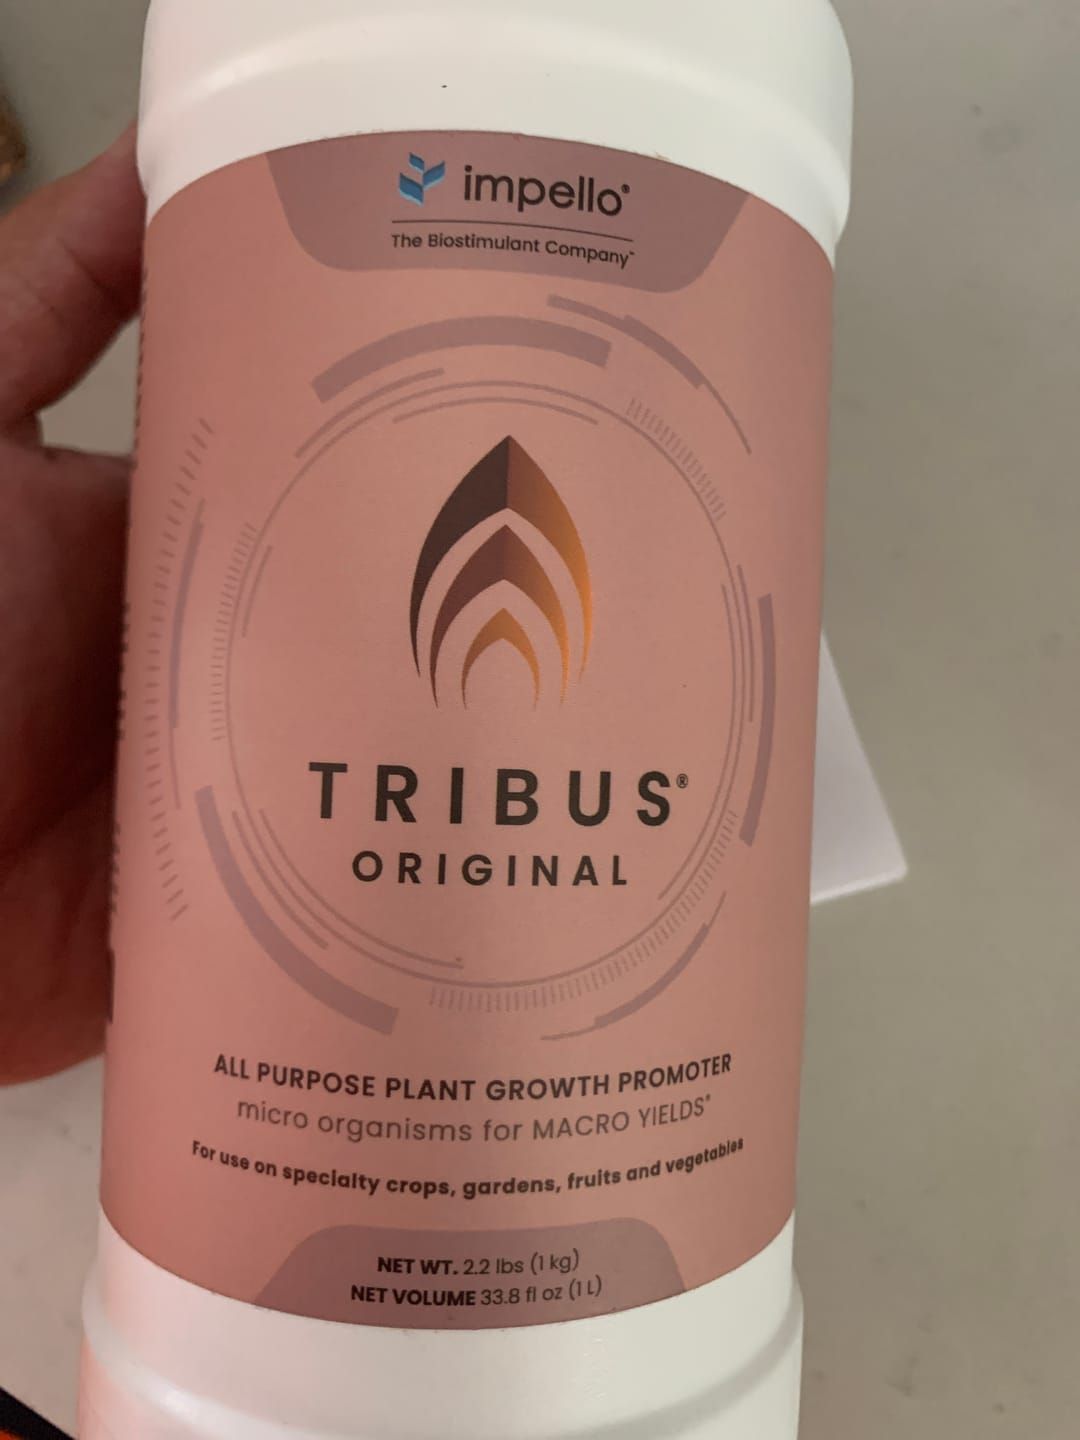 impello®
The Biostimulant Company™
TRIBUS®
ORIGINAL
ALL PURPOSE PLANT GROWTH PROMOTER
micro organisms for MACRO YIELDS*
For use on specialty crops, gardens, fruits and vegetables
NET WT. 2.2 lbs (1 kg)
NET VOLUME 33.8 fl oz (1 L)